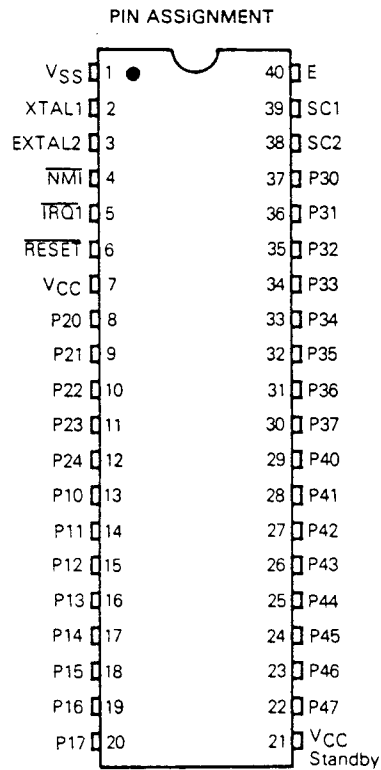 PIN ASSIGNMENT
VSS 1 40 E
XTAL1 2 39 SC1
EXTAL2 3 38 SC2
NMI 4 37 P30
IRQ1 5 36 P31
RESET 6 35 P32
VCC 7 34 P33
P20 8 33 P34
P21 9 32 P35
P22 10 31 P36
P23 11 30 P37
P24 12 29 P40
P10 13 28 P41
P11 14 27 P42
P12 15 26 P43
P13 16 25 P44
P14 17 24 P45
P15 18 23 P46
P16 19 22 P47
P17 20 21 VCC
Standby